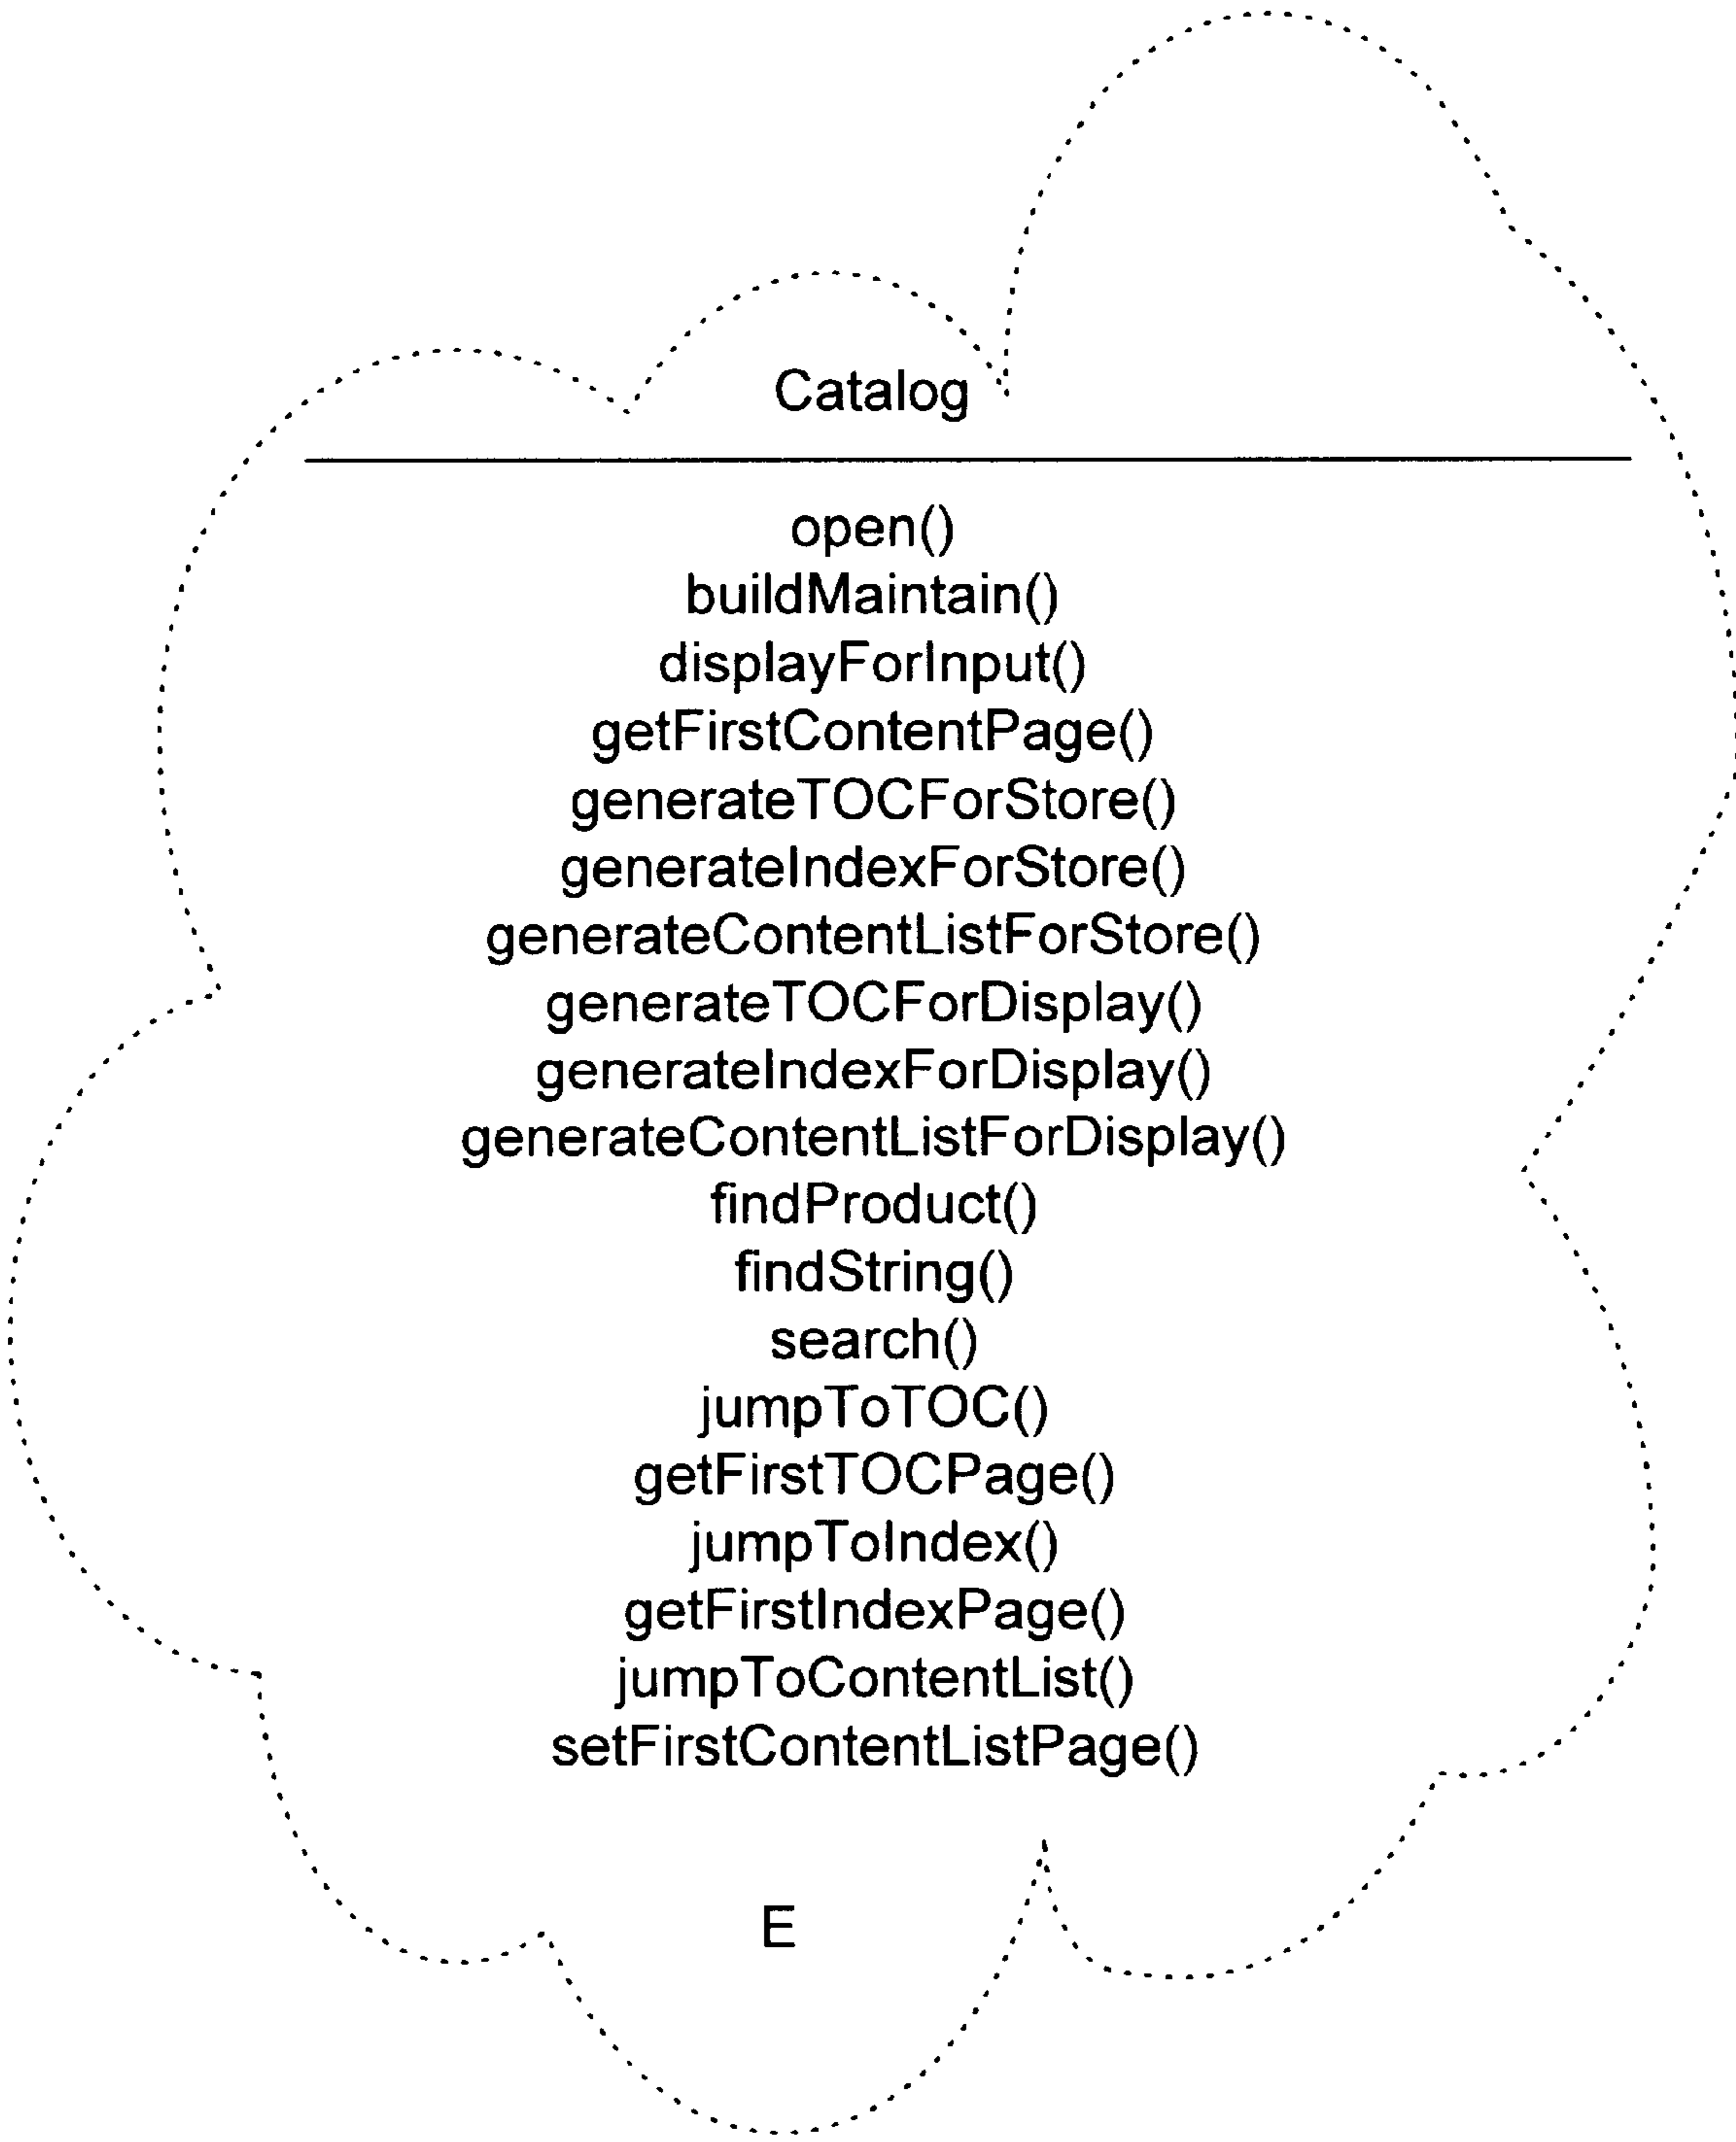 Catalog
open()
buildMaintain()
displayForInput()
getFirstContentPage()
generateTOCForStore()
generateIndexForStore()
generateContentListForStore()
generateTOCForDisplay()
generateIndexForDisplay()
generateContentListForDisplay()
findProduct()
findString()
search()
jumpToTOC()
getFirstTOCPage()
jumpToIndex()
getFirstIndexPage()
jumpToContentList()
setFirstContentListPage()
E